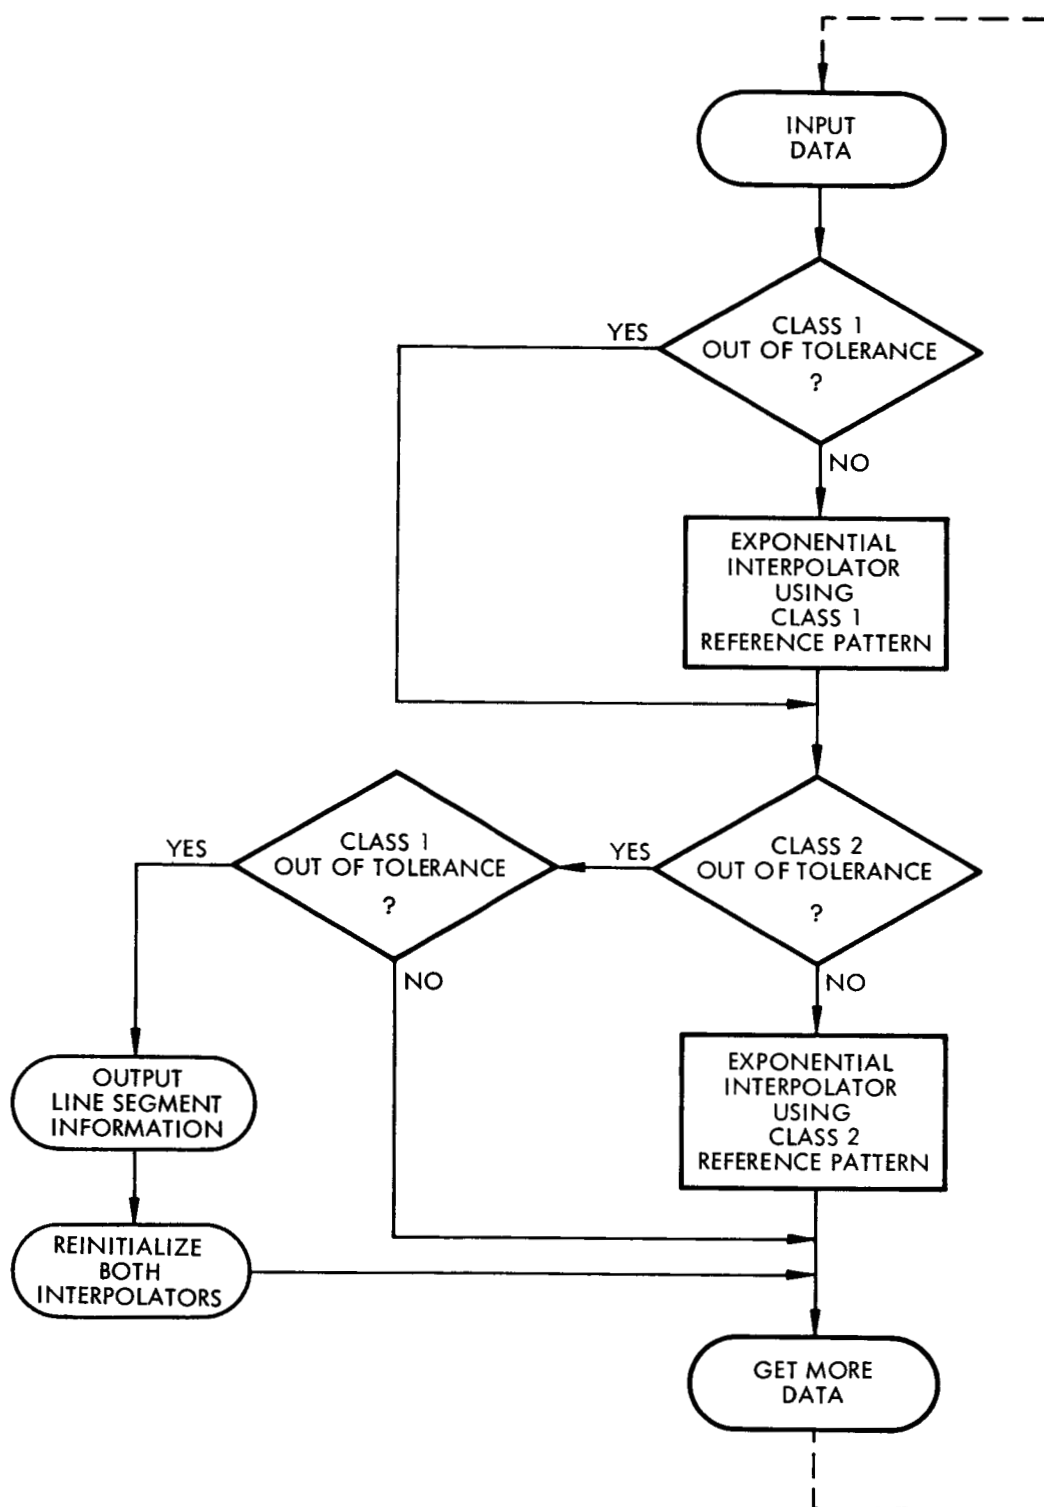 INPUT
DATA
YES
CLASS 1
OUT OF TOLERANCE
?
NO
EXPONENTIAL
INTERPOLATOR
USING
CLASS 1
REFERENCE PATTERN
YES
CLASS 1
OUT OF TOLERANCE
?
NO
YES
CLASS 2
OUT OF TOLERANCE
?
NO
EXPONENTIAL
INTERPOLATOR
USING
CLASS 2
REFERENCE PATTERN
OUTPUT
LINE SEGMENT
INFORMATION
REINITIALIZE
BOTH
INTERPOLATORS
GET MORE
DATA